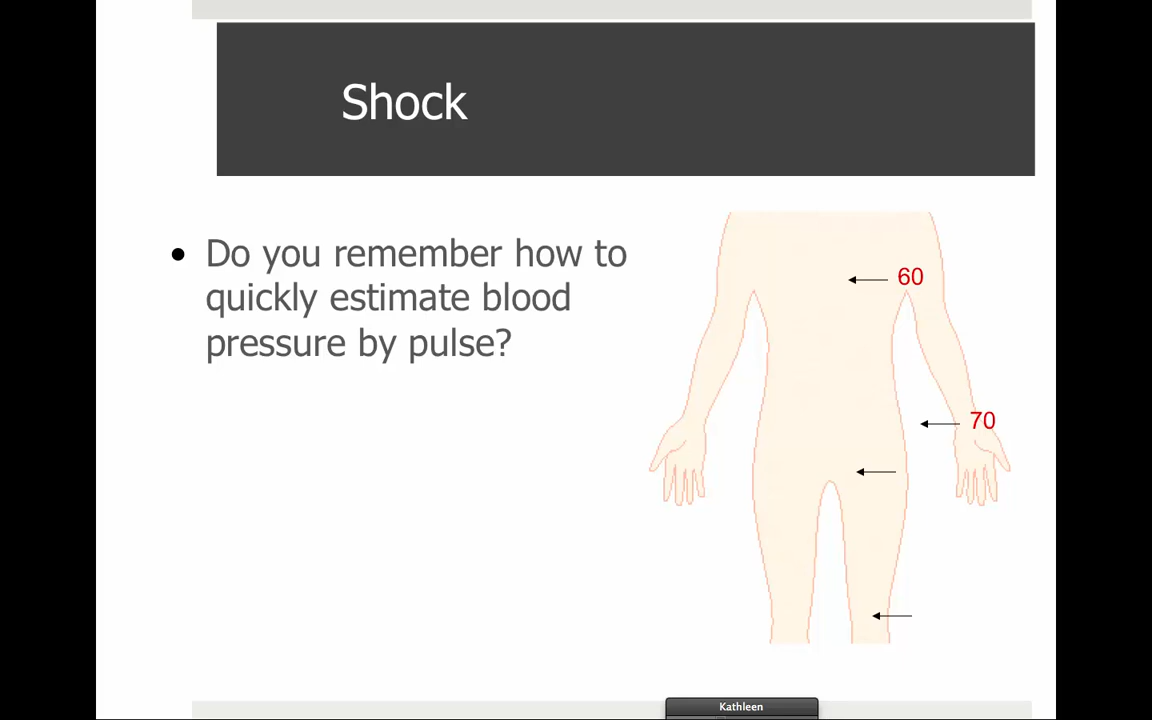 Shock
• Do you remember how to
quickly estimate blood
pressure by pulse?
60
70
Kathleen